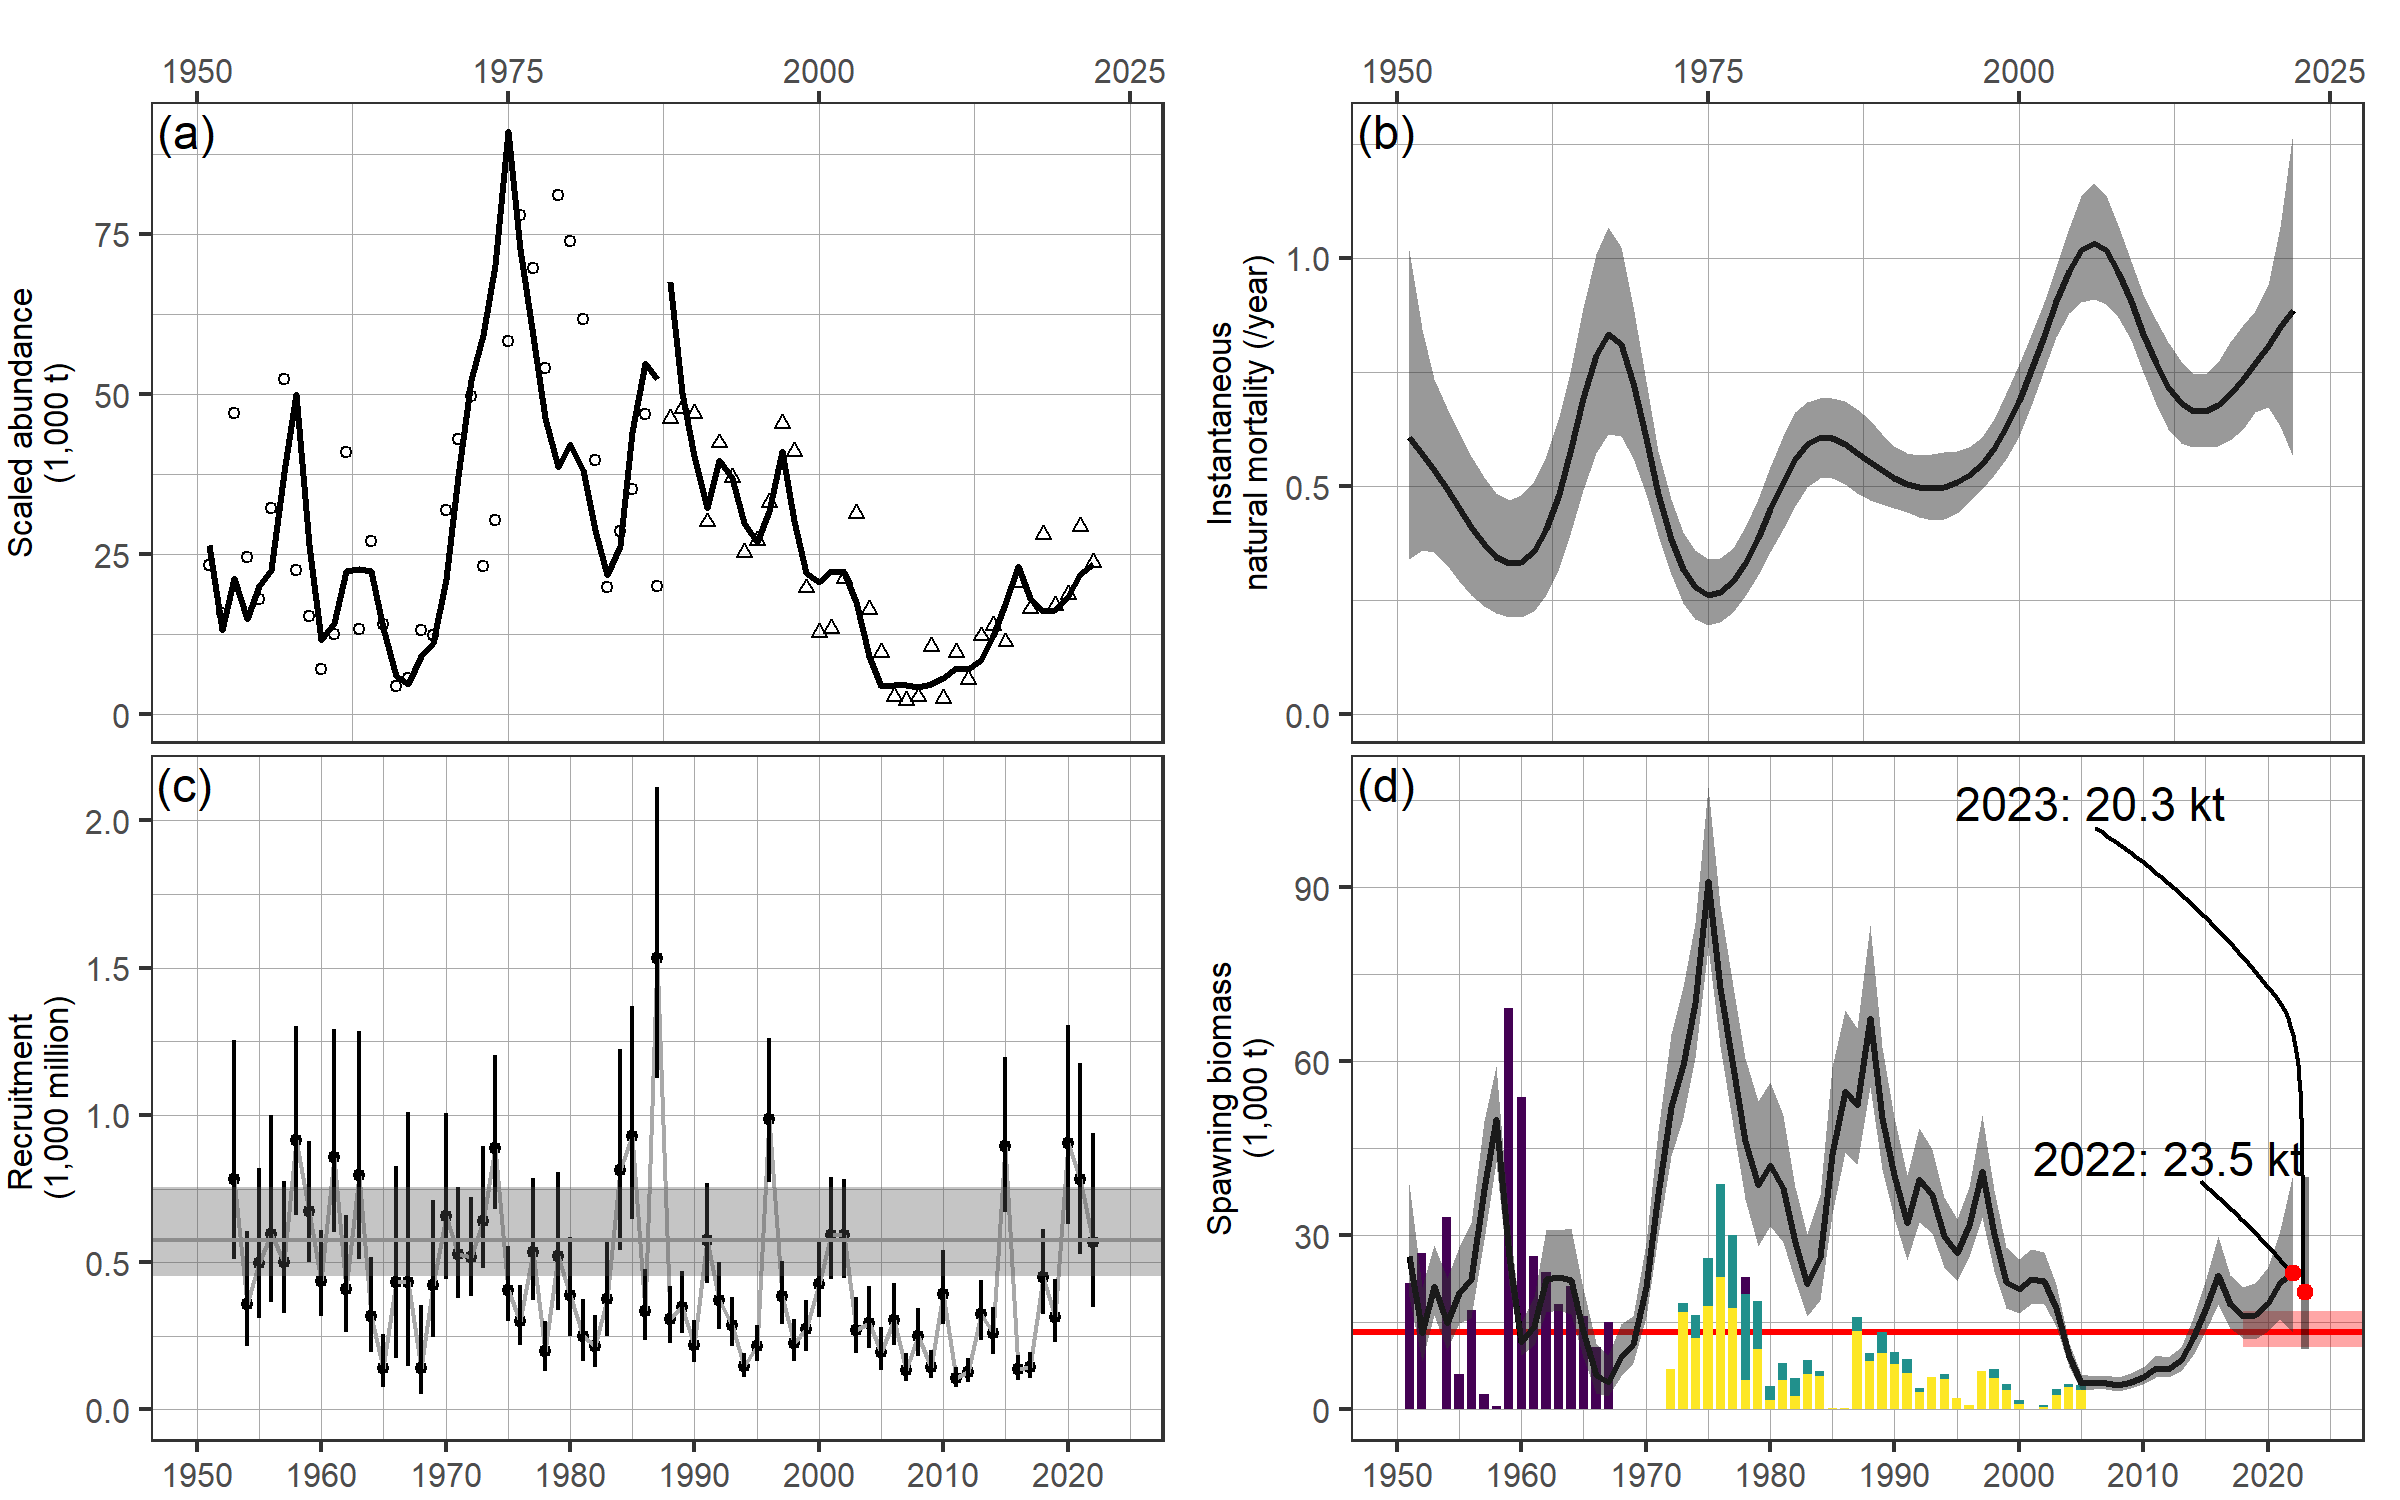 1950 1975 2000 2025
1950 1975 2000 2025
(a)
(b)
Scaled abundance
(1,000 t)
75
50
25
0
Instantaneous
natural mortality (/year)
1.0
0.5
0.0
(c)
(d)
Recruitment
(1,000 million)
2.0
1.5
1.0
0.5
0.0
Spawning biomass
(1,000 t)
90
60
30
0
2023: 20.3 kt
2022: 23.5 kt
1950 1960 1970 1980 1990 2000 2010 2020
1950 1960 1970 1980 1990 2000 2010 2020